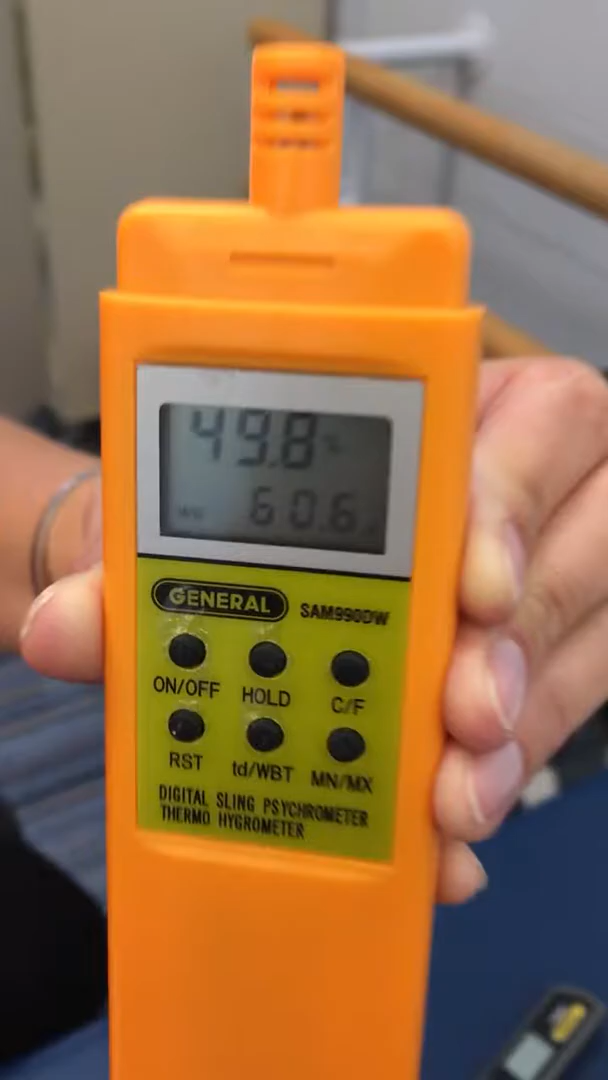 49.8 %
60.6
GENERAL SAM990DW
ON/OFF HOLD C/F
RST td/WBT MN/MX
DIGITAL SLING PSYCHROMETER
THERMO HYGROMETER